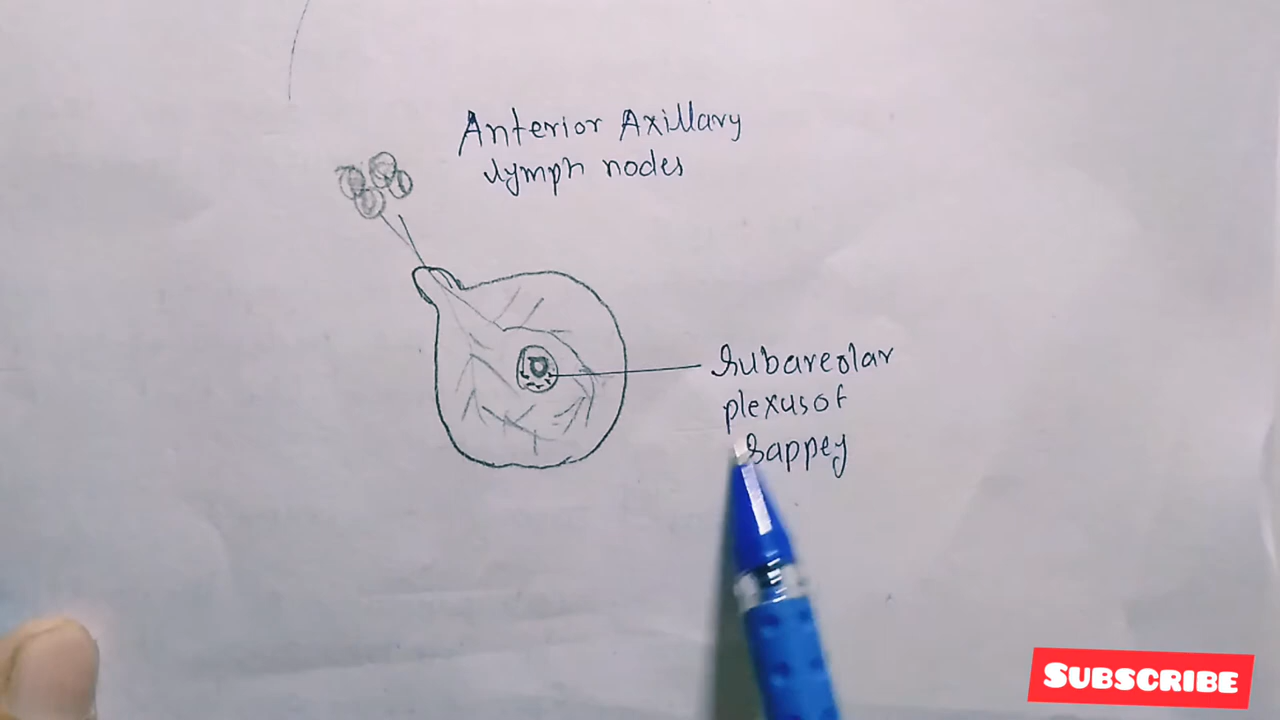 Anterior Axillary
lymph nodes
Subareolar
plexus of
Sappey
SUBSCRIBE